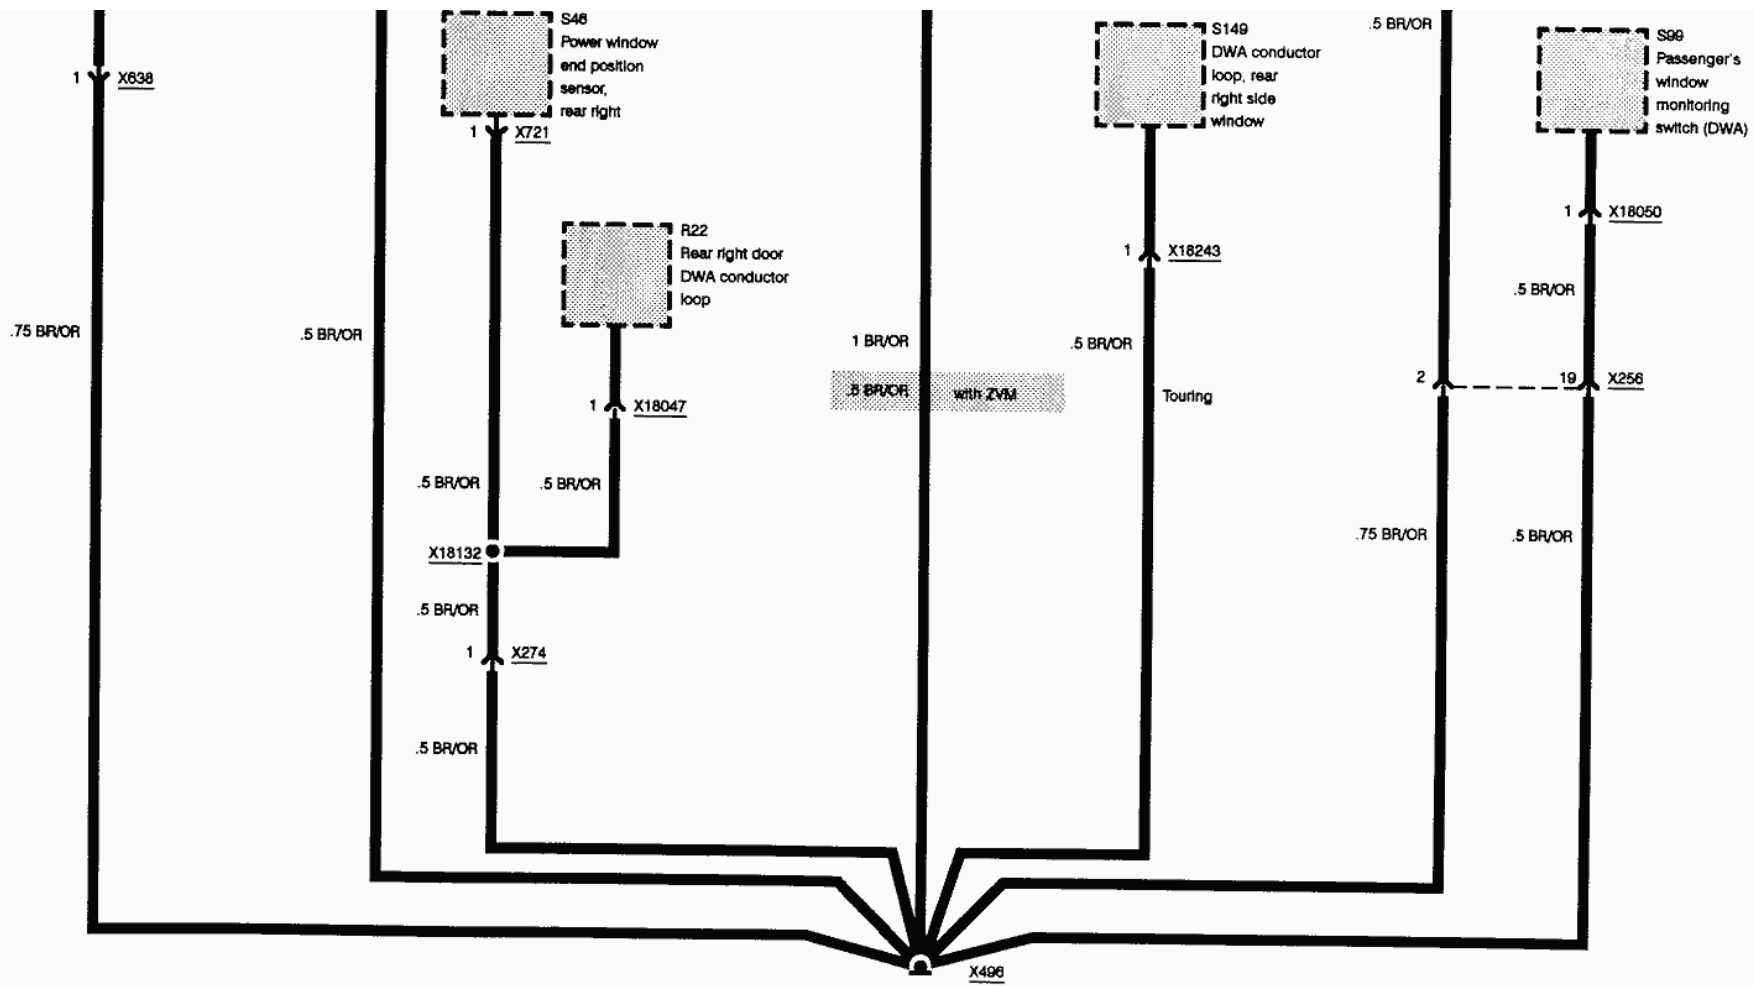 S46
Power window
end position
sensor,
rear right
1 X638
1 X721
S149
DWA conductor
loop, rear
right side
window
.5 BR/OR
S99
Passenger's
window
monitoring
switch (DWA)
R22
Rear right door
DWA conductor
loop
1 X18050
1 X18243
.5 BR/OR
.75 BR/OR
.5 BR/OR
1 BR/OR
.5 BR/OR
.5 BR/OR with ZVM
Touring
2
19 X256
1 X18047
.5 BR/OR
.5 BR/OR
X18132
.75 BR/OR
.5 BR/OR
.5 BR/OR
1 X274
.5 BR/OR
X496